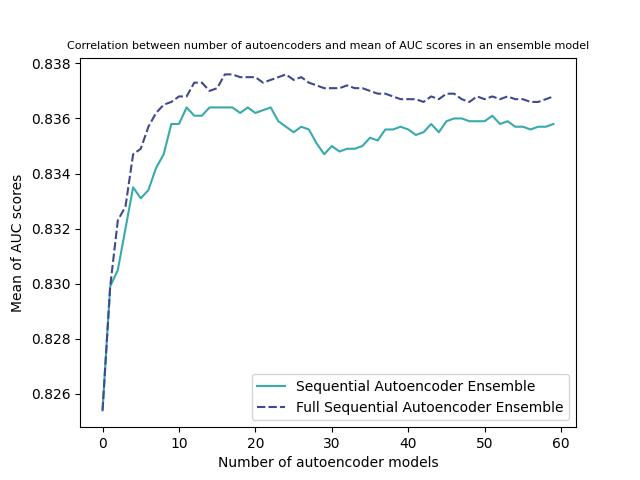 Correlation between number of autoencoders and mean of AUC scores in an ensemble model
0.838
0.836
0.834
0.832
0.830
0.828
0.826
Mean of AUC scores
Sequential Autoencoder Ensemble
Full Sequential Autoencoder Ensemble
0 10 20 30 40 50 60
Number of autoencoder models